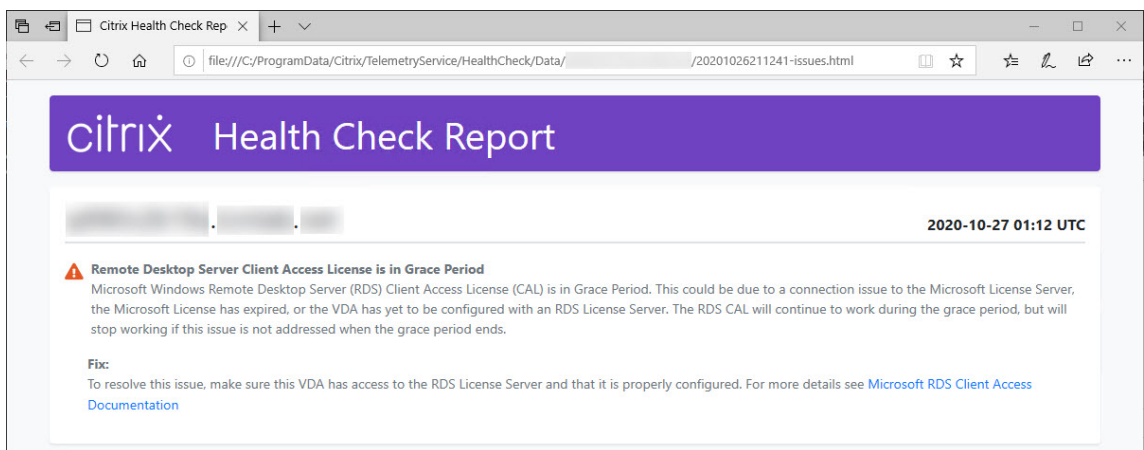 Citrix Health Check Rep
file:///C:/ProgramData/Citrix/TelemetryService/HealthCheck/Data/ /20201026211241-issues.html
citrix Health Check Report
. .
2020-10-27 01:12 UTC
Remote Desktop Server Client Access License is in Grace Period
Microsoft Windows Remote Desktop Server (RDS) Client Access License (CAL) is in Grace Period. This could be due to a connection issue to the Microsoft License Server,
the Microsoft License has expired, or the VDA has yet to be configured with an RDS License Server. The RDS CAL will continue to work during the grace period, but will
stop working if this issue is not addressed when the grace period ends.
Fix:
To resolve this issue, make sure this VDA has access to the RDS License Server and that it is properly configured. For more details see Microsoft RDS Client Access
Documentation